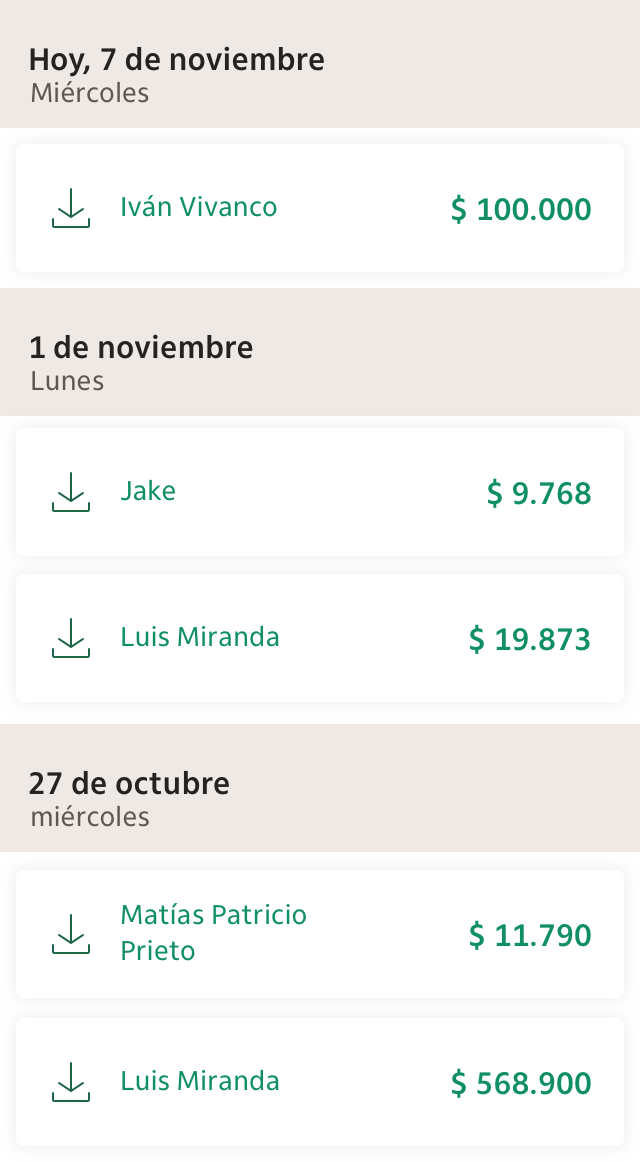 Hoy, 7 de noviembre
Miércoles
Iván Vivanco $ 100.000
1 de noviembre
Lunes
Jake $ 9.768
Luis Miranda $ 19.873
27 de octubre
miércoles
Matías Patricio
Prieto $ 11.790
Luis Miranda $ 568.900